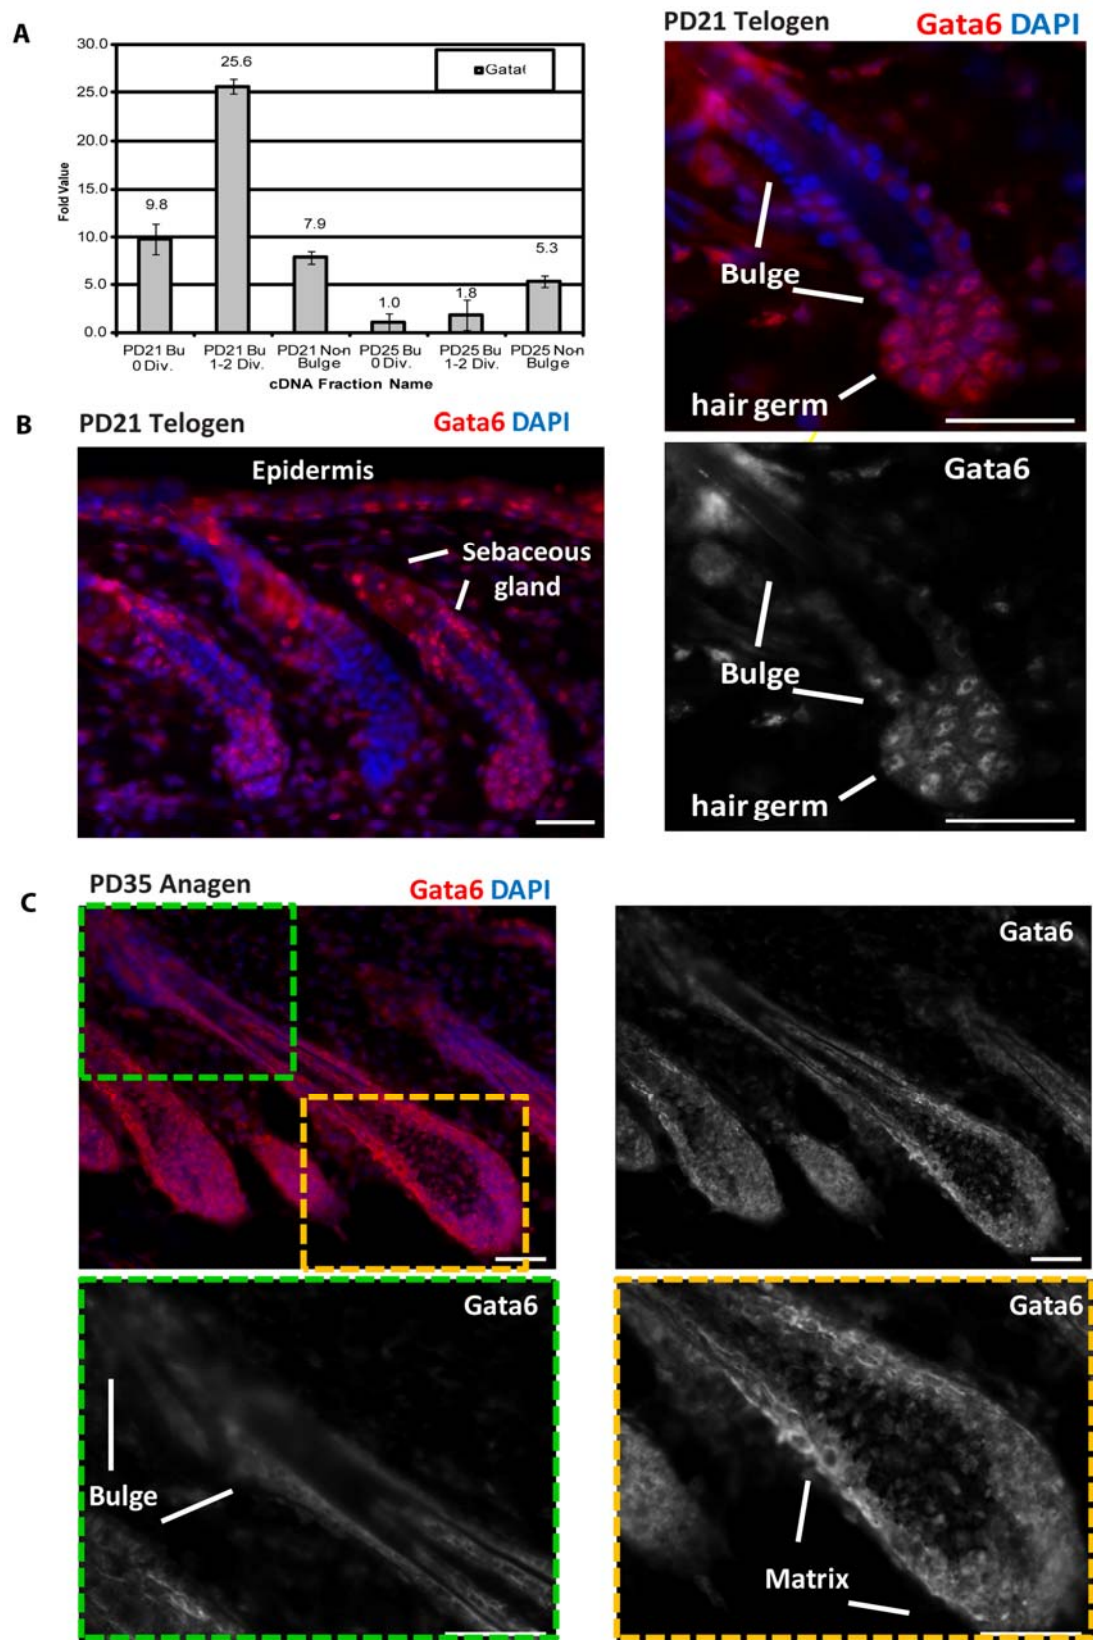 A
30.0
25.0
20.0
15.0
10.0
5.0
0.0
Fold Value
9.8
25.6
7.9
1.0
1.8
5.3
PD21 Bu
0 Div.
PD21 Bu
1-2 Div.
PD21 Non
Bulge
PD25 Bu
0 Div.
PD25 Bu
1-2 Div.
PD25 Non
Bulge
cDNA Fraction Name
PD21 Telogen Gata6 DAPI
Bulge
hair germ
B
PD21 Telogen Gata6 DAPI
Epidermis
Sebaceous
gland
Gata6
Bulge
hair germ
C
PD35 Anagen Gata6 DAPI
Gata6
Gata6
Bulge
Gata6
Matrix